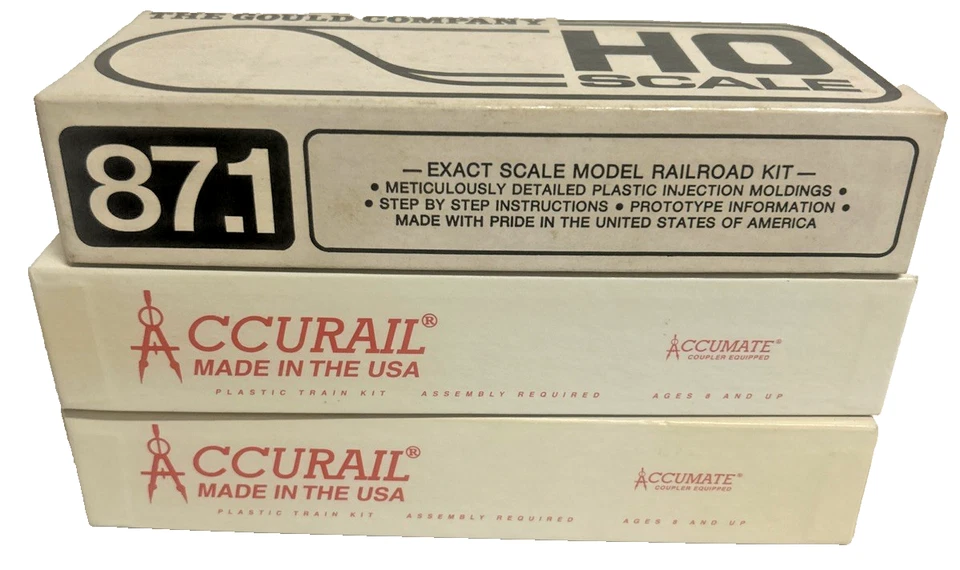 THE GOULD COMPANY
HO
SCALE
87.1
—EXACT SCALE MODEL RAILROAD KIT—
• METICULOUSLY DETAILED PLASTIC INJECTION MOLDINGS •
• STEP BY STEP INSTRUCTIONS • PROTOTYPE INFORMATION •
MADE WITH PRIDE IN THE UNITED STATES OF AMERICA
ACCURAIL®
MADE IN THE USA
ACCUMATE®
COUPLER EQUIPPED
PLASTIC TRAIN KIT ASSEMBLY REQUIRED AGES 8 AND UP
ACCURAIL®
MADE IN THE USA
ACCUMATE®
COUPLER EQUIPPED
PLASTIC TRAIN KIT ASSEMBLY REQUIRED AGES 8 AND UP